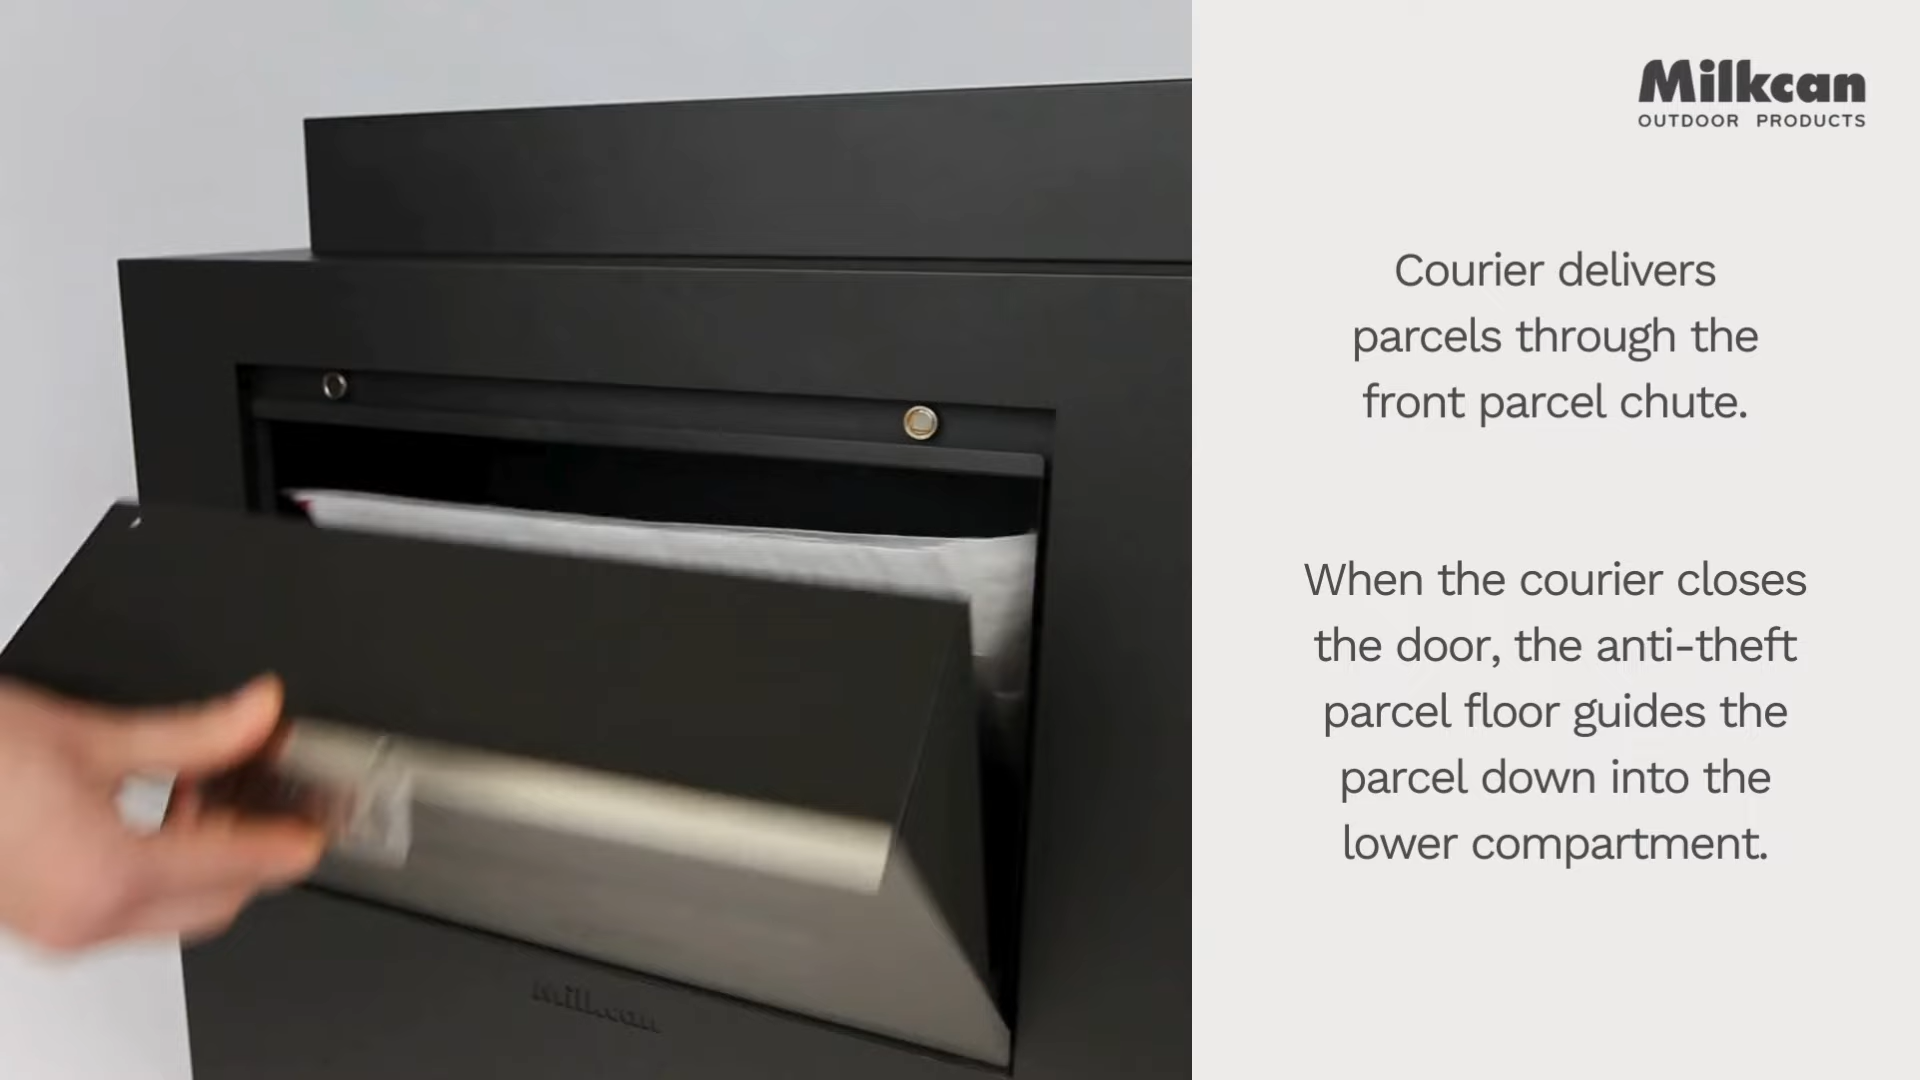 Milkcan
OUTDOOR PRODUCTS
Courier delivers
parcels through the
front parcel chute.
When the courier closes
the door, the anti-theft
parcel floor guides the
parcel down into the
lower compartment.
Milkcan